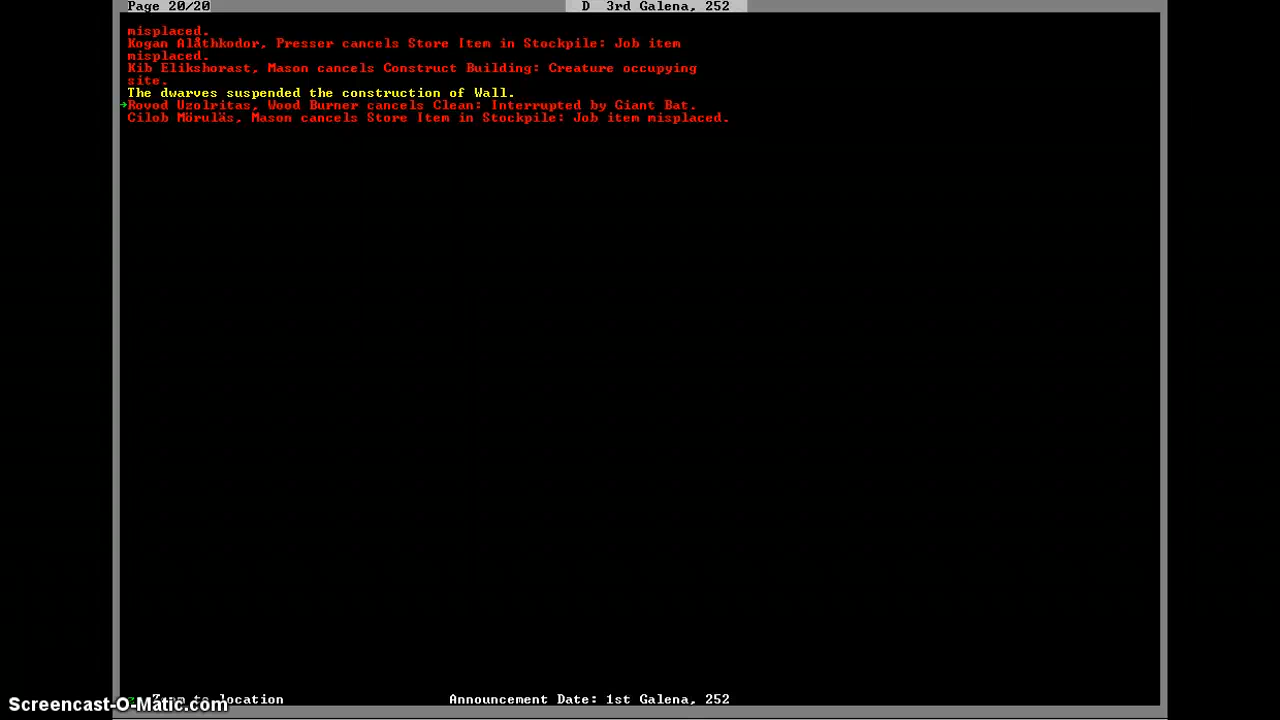 Page 20/20
D 3rd Galena, 252
misplaced.
Kogan Alåthkodor, Presser cancels Store Item in Stockpile: Job item
misplaced.
Kib Elikshorast, Mason cancels Construct Building: Creature occupying
site.
The dwarves suspended the construction of Wall.
Rovod Uzolritas, Wood Burner cancels Clean: Interrupted by Giant Bat.
Cilob Möruläs, Mason cancels Store Item in Stockpile: Job item misplaced.
location
Announcement Date: 1st Galena, 252
Screencast-O-Matic.com